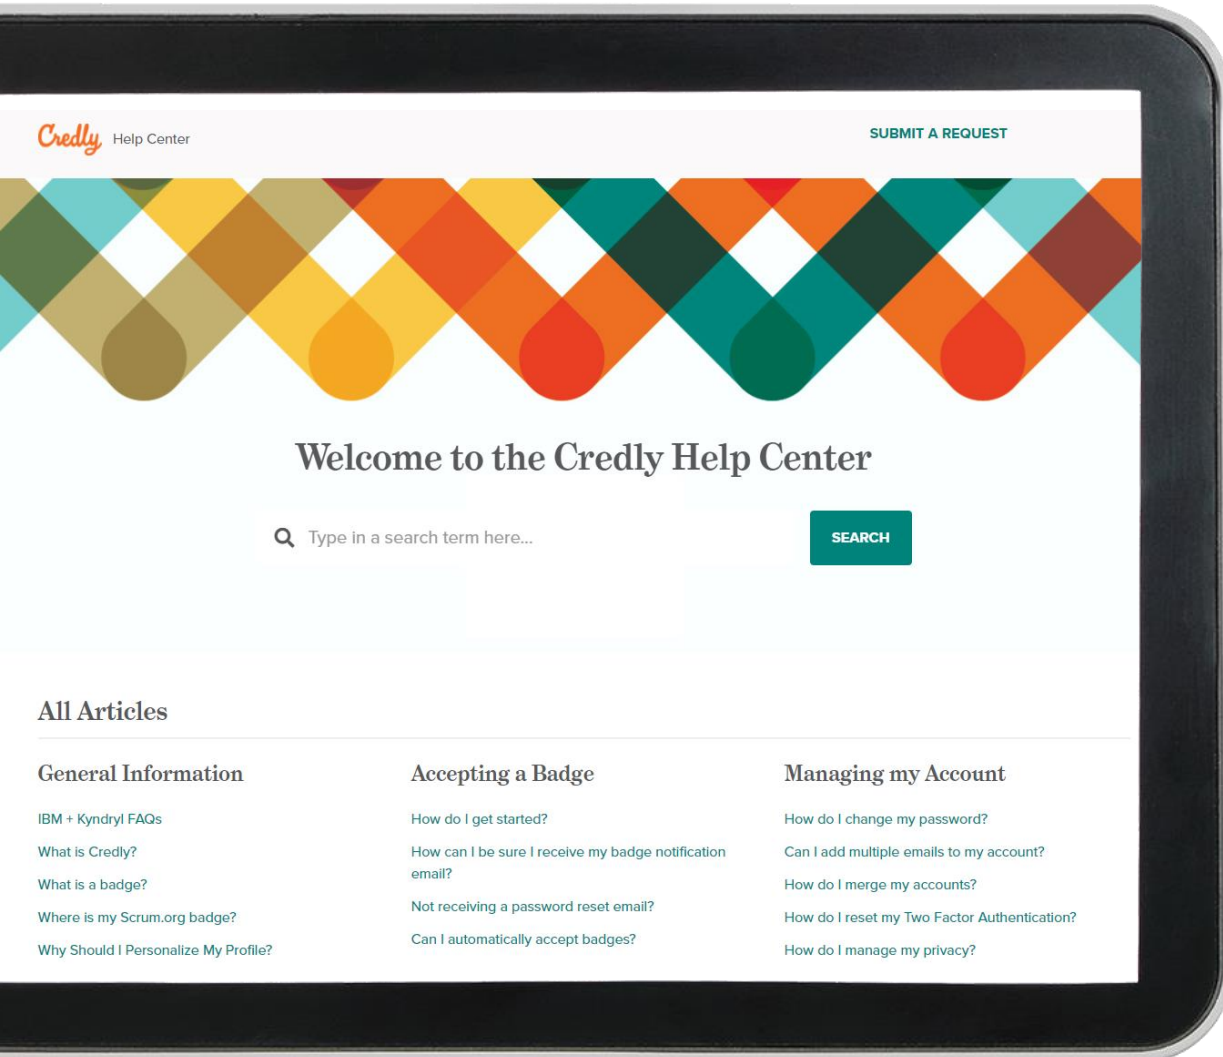 Credly Help Center
SUBMIT A REQUEST
Welcome to the Credly Help Center
Type in a search term here...
SEARCH
All Articles
General Information
IBM + Kyndryl FAQs
What is Credly?
What is a badge?
Where is my Scrum.org badge?
Why Should I Personalize My Profile?
Accepting a Badge
How do I get started?
How can I be sure I receive my badge notification
email?
Not receiving a password reset email?
Can I automatically accept badges?
Managing my Account
How do I change my password?
Can I add multiple emails to my account?
How do I merge my accounts?
How do I reset my Two Factor Authentication?
How do I manage my privacy?